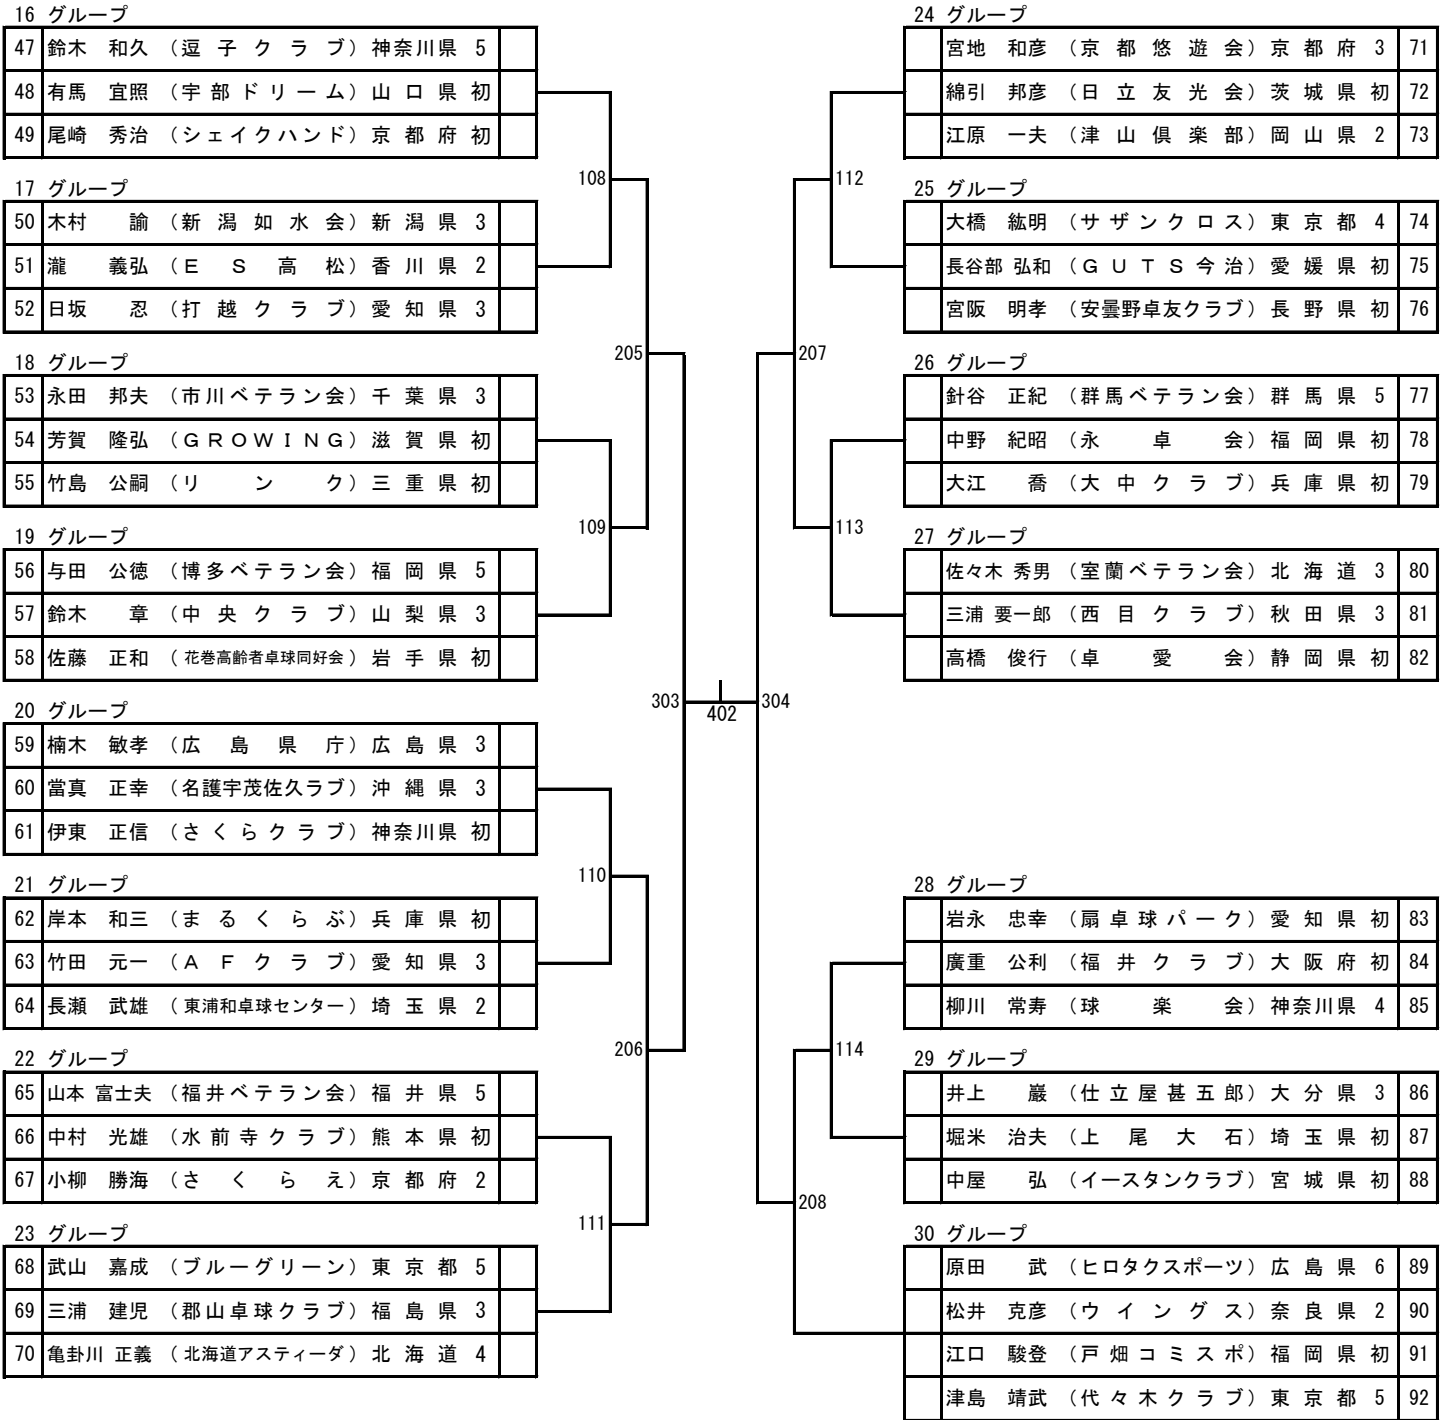 16 グループ
47 鈴木 和久 (逗子クラブ) 神奈川県 5
48 有馬 宜照 (宇部ドリーム) 山口県 初
49 尾崎 秀治 (シェイクハンド) 京都府 初
108
17 グループ
50 木村 諭 (新潟如水会) 新潟県 3
51 瀧 義弘 (ES高松) 香川県 2
52 日坂 忍 (打越クラブ) 愛知県 3
205
18 グループ
53 永田 邦夫 (市川ベテラン会) 千葉県 3
54 芳賀 隆弘 (GROWING) 滋賀県 初
55 竹島 公嗣 (リンク) 三重県 初
109
19 グループ
56 与田 公徳 (博多ベテラン会) 福岡県 5
57 鈴木 章 (中央クラブ) 山梨県 3
58 佐藤 正和 (花巻高齢者卓球同好会) 岩手県 初
303
402
304
20 グループ
59 楠木 敏孝 (広島県庁) 広島県 3
60 當真 正幸 (名護宇茂佐久ラブ) 沖縄県 3
61 伊東 正信 (さくらクラブ) 神奈川県 初
110
21 グループ
62 岸本 和三 (まるくらぶ) 兵庫県 初
63 竹田 元一 (AFクラブ) 愛知県 3
64 長瀬 武雄 (東浦和卓球センター) 埼玉県 2
206
22 グループ
65 山本 富士夫 (福井ベテラン会) 福井県 5
66 中村 光雄 (水前寺クラブ) 熊本県 初
67 小柳 勝海 (さくらえ) 京都府 2
111
23 グループ
68 武山 嘉成 (ブルーグリーン) 東京都 5
69 三浦 建児 (郡山卓球クラブ) 福島県 3
70 亀卦川 正義 (北海道アスティーダ) 北海道 4
24 グループ
宮地 和彦 (京都悠遊会) 京都府 3 71
綿引 邦彦 (日立友光会) 茨城県 初 72
江原 一夫 (津山倶楽部) 岡山県 2 73
112
25 グループ
大橋 紘明 (サザンクロス) 東京都 4 74
長谷部 弘和 (GUTS今治) 愛媛県 初 75
宮阪 明孝 (安曇野卓友クラブ) 長野県 初 76
207
26 グループ
針谷 正紀 (群馬ベテラン会) 群馬県 5 77
中野 紀昭 (永卓会) 福岡県 初 78
大江 喬 (大中クラブ) 兵庫県 初 79
113
27 グループ
佐々木 秀男 (室蘭ベテラン会) 北海道 3 80
三浦 要一郎 (西目クラブ) 秋田県 3 81
高橋 俊行 (卓愛会) 静岡県 初 82
28 グループ
岩永 忠幸 (扇卓球パーク) 愛知県 初 83
廣重 公利 (福井クラブ) 大阪府 初 84
柳川 常寿 (球楽会) 神奈川県 4 85
114
29 グループ
井上 巌 (仕立屋甚五郎) 大分県 3 86
堀米 治夫 (上尾大石) 埼玉県 初 87
中屋 弘 (イースタンクラブ) 宮城県 初 88
208
30 グループ
原田 武 (ヒロタクスポーツ) 広島県 6 89
松井 克彦 (ウイングス) 奈良県 2 90
江口 駿登 (戸畑コミスポ) 福岡県 初 91
津島 靖武 (代々木クラブ) 東京都 5 92